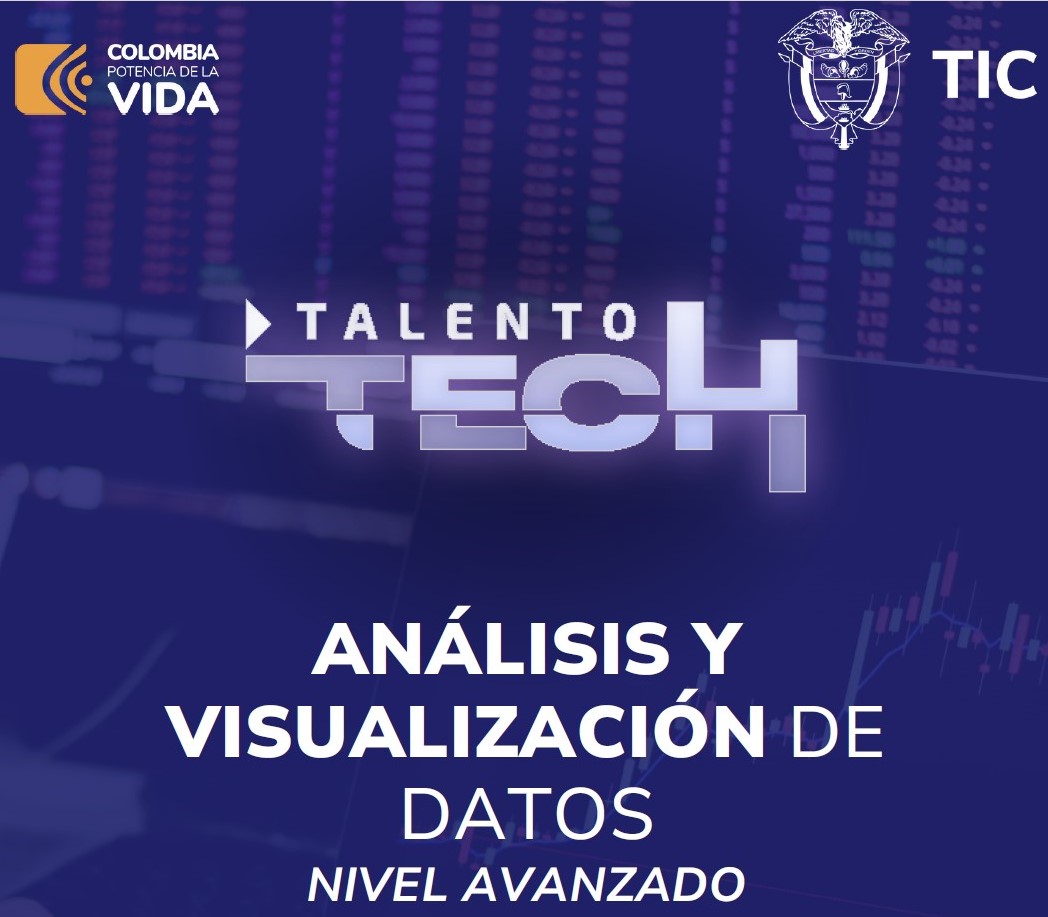 COLOMBIA
POTENCIA DE LA
VIDA
TIC
TALENTO
TECH
ANÁLISIS Y
VISUALIZACIÓN DE
DATOS
NIVEL AVANZADO